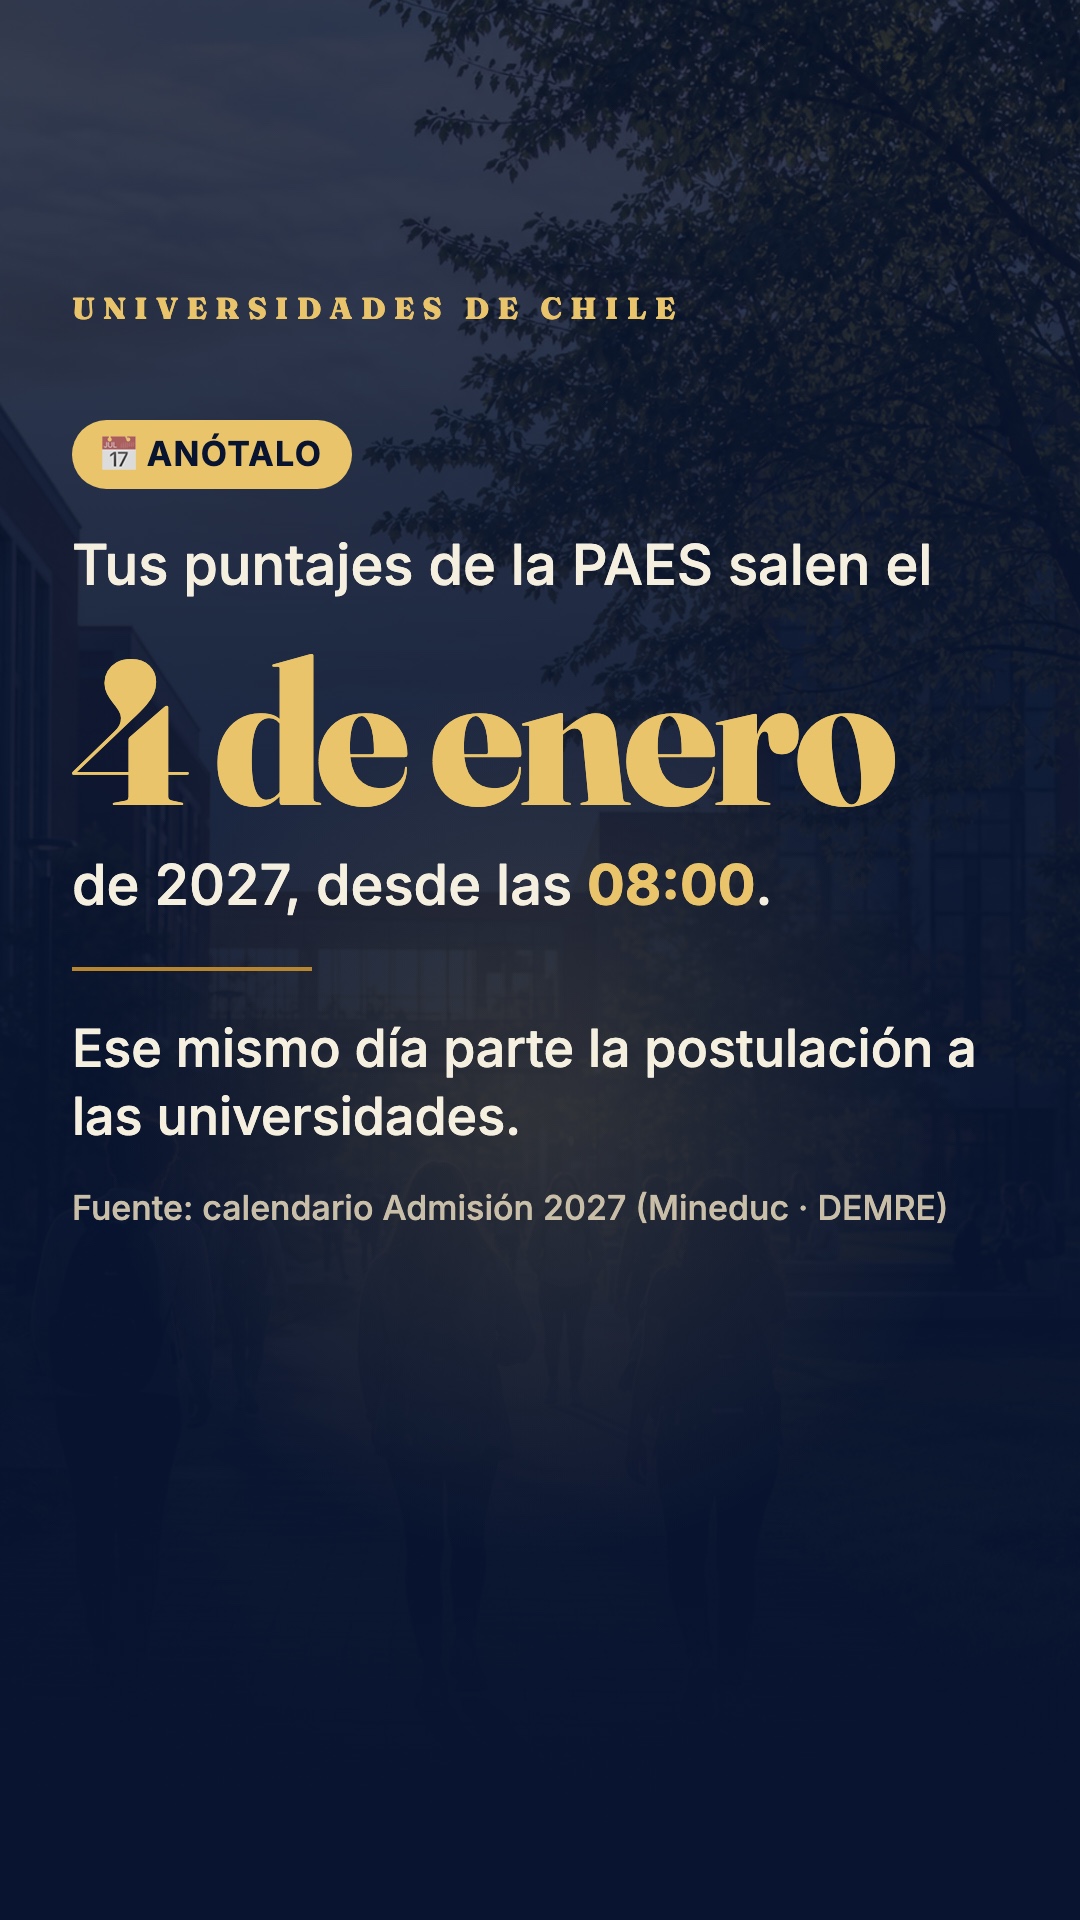 UNIVERSIDADES DE CHILE
📅 ANÓTALO
Tus puntajes de la PAES salen el
4 de enero
de 2027, desde las 08:00.
Ese mismo día parte la postulación a
las universidades.
Fuente: calendario Admisión 2027 (Mineduc · DEMRE)